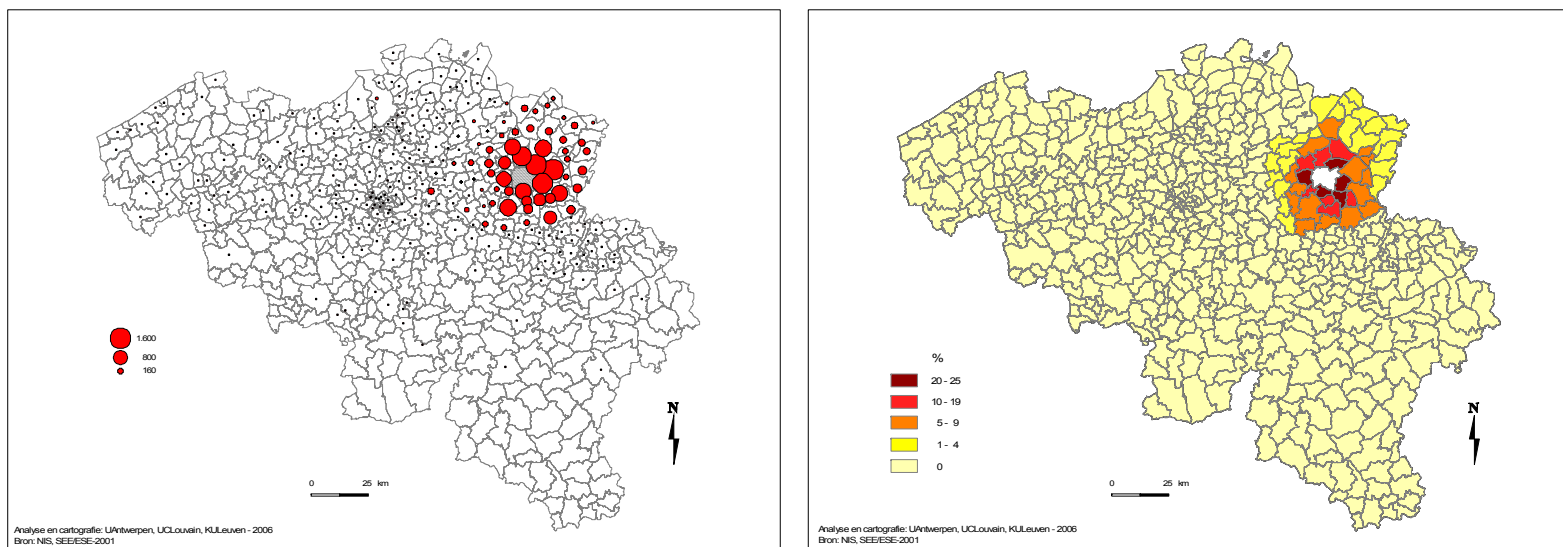 1.600
800
160
N
0 25 km
Analyse en cartografie: UAntwerpen, UCLouvain, KULeuven - 2006
Bron: NIS, SEE/ESE-2001
%
20 - 25
10 - 19
5 - 9
1 - 4
0
N
0 25 km
Analyse en cartografie: UAntwerpen, UCLouvain, KULeuven - 2006
Bron: NIS, SEE/ESE-2001